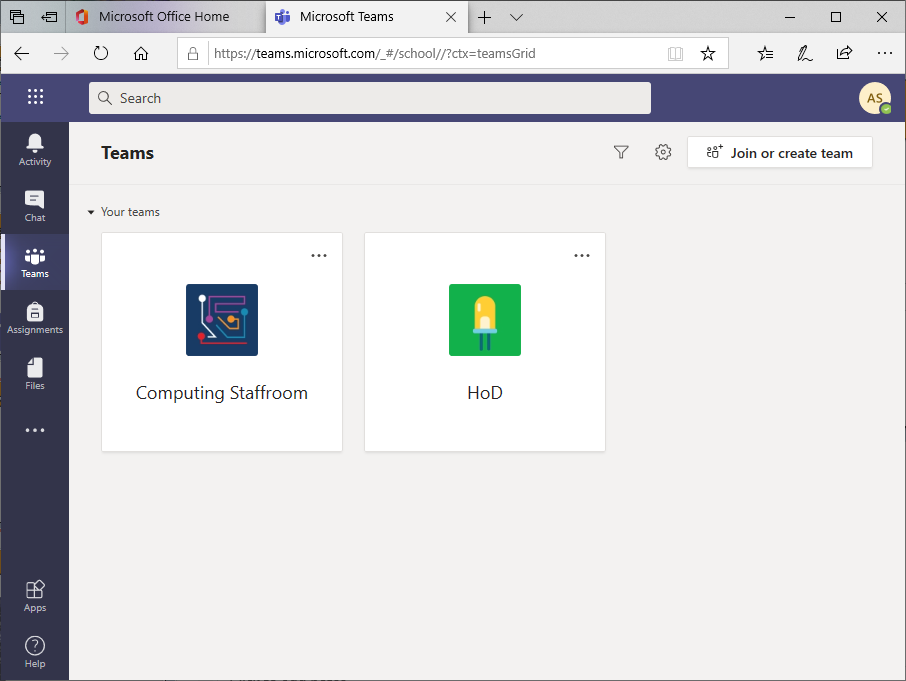 Microsoft Office Home
Microsoft Teams
https://teams.microsoft.com/_#/school//?ctx=teamsGrid
Search
AS
Activity
Chat
Teams
Assignments
Files
Apps
Help
Teams
Join or create team
Your teams
Computing Staffroom
HoD